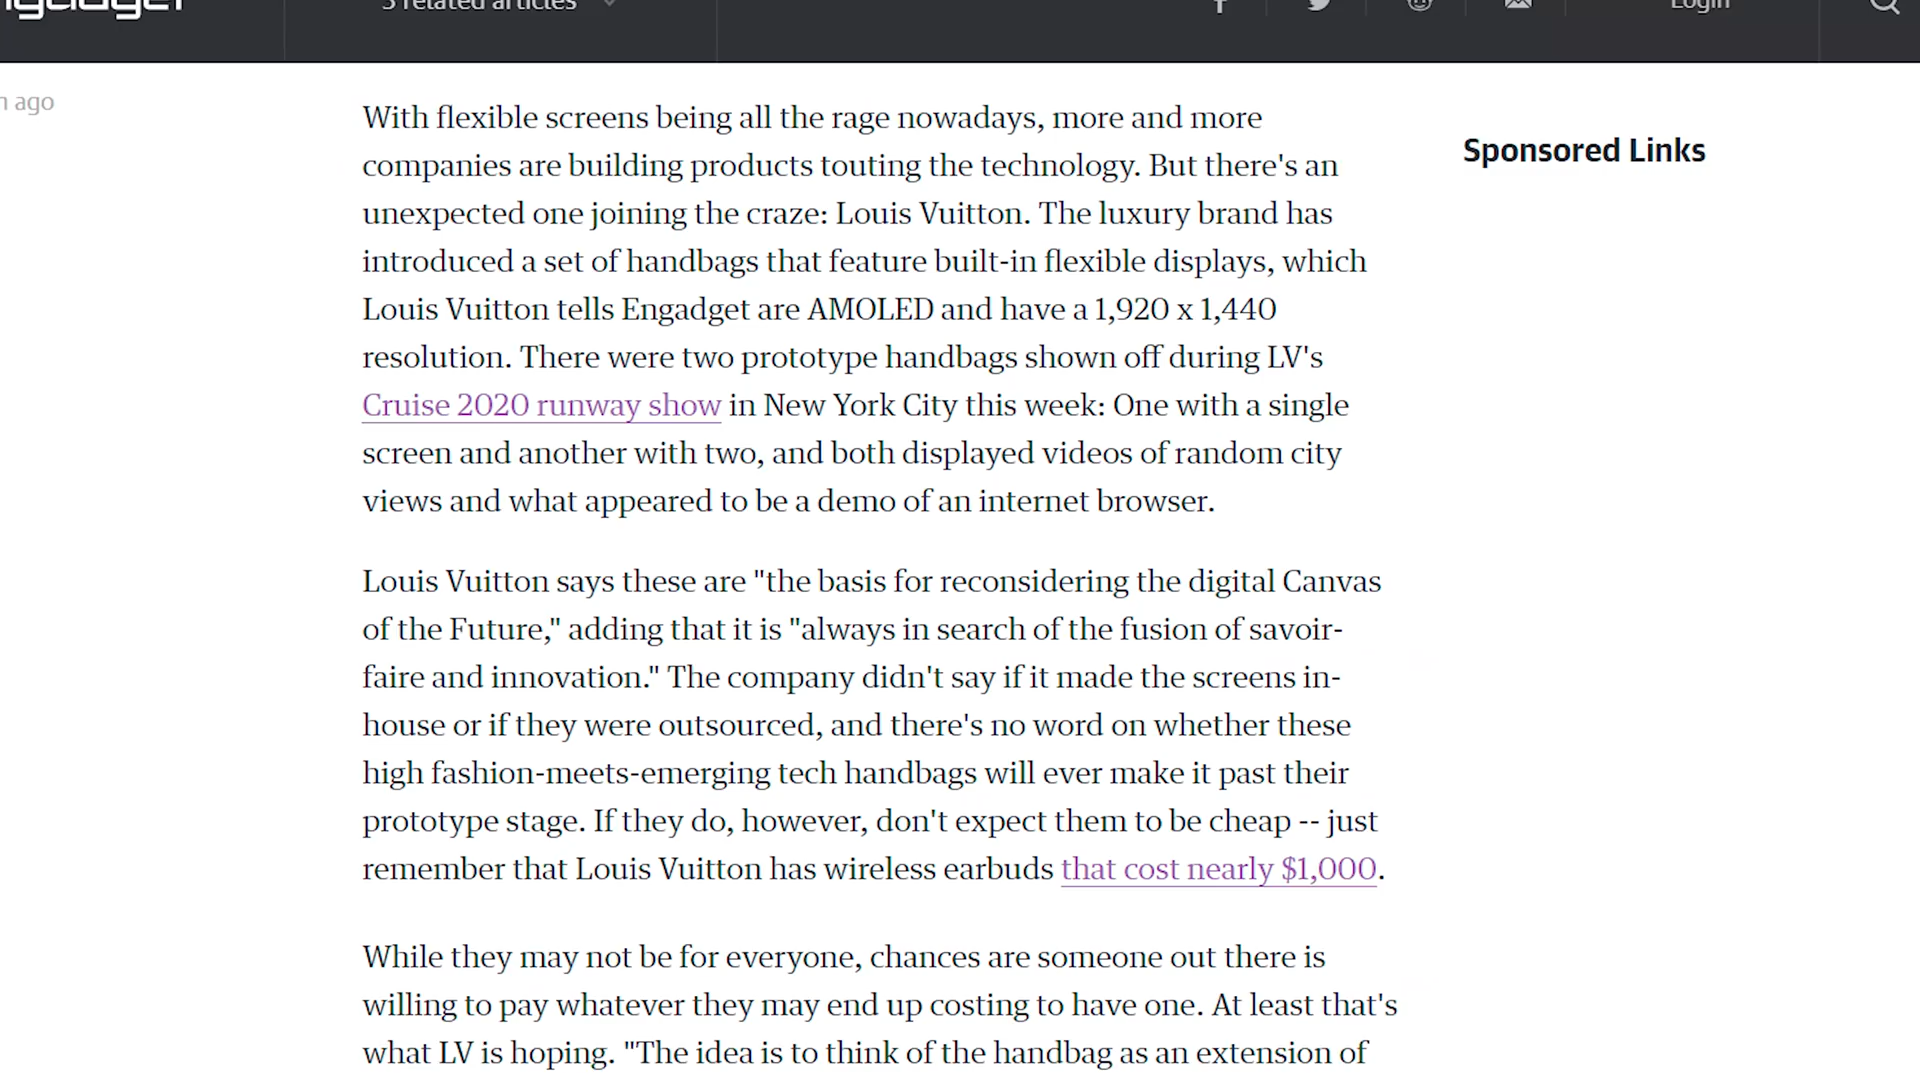 3 related articles
Login
h ago
With flexible screens being all the rage nowadays, more and more
companies are building products touting the technology. But there's an
unexpected one joining the craze: Louis Vuitton. The luxury brand has
introduced a set of handbags that feature built-in flexible displays, which
Louis Vuitton tells Engadget are AMOLED and have a 1,920 x 1,440
resolution. There were two prototype handbags shown off during LV's
Cruise 2020 runway show in New York City this week: One with a single
screen and another with two, and both displayed videos of random city
views and what appeared to be a demo of an internet browser.
Louis Vuitton says these are "the basis for reconsidering the digital Canvas
of the Future," adding that it is "always in search of the fusion of savoir-
faire and innovation." The company didn't say if it made the screens in-
house or if they were outsourced, and there's no word on whether these
high fashion-meets-emerging tech handbags will ever make it past their
prototype stage. If they do, however, don't expect them to be cheap -- just
remember that Louis Vuitton has wireless earbuds that cost nearly $1,000.
While they may not be for everyone, chances are someone out there is
willing to pay whatever they may end up costing to have one. At least that's
what LV is hoping. "The idea is to think of the handbag as an extension of
Sponsored Links